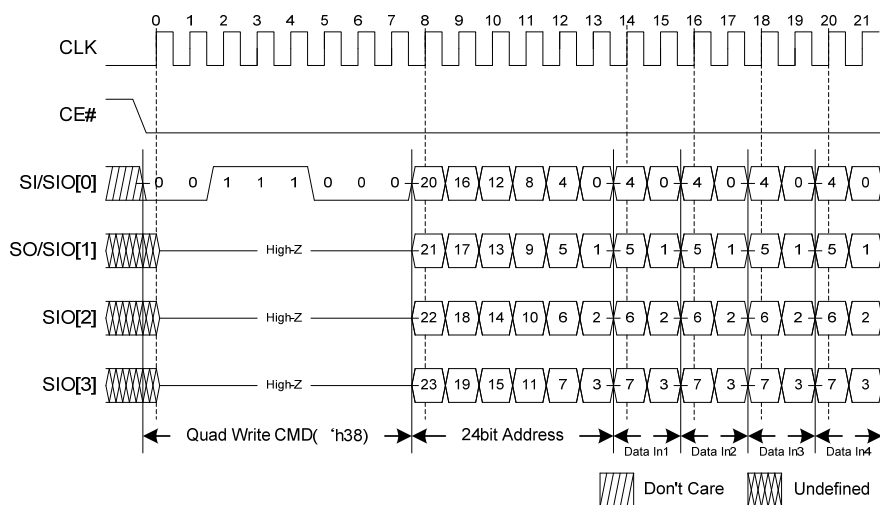 0 1 2 3 4 5 6 7 8 9 10 11 12 13 14 15 16 17 18 19 20 21
CLK
CE#
SI/SIO[0] 0 0 1 1 1 0 0 0 20 16 12 8 4 0 4 0 4 0 4 0 4 0
SO/SIO[1] High-Z 21 17 13 9 5 1 5 1 5 1 5 1 5 1
SIO[2] High-Z 22 18 14 10 6 2 6 2 6 2 6 2 6 2
SIO[3] High-Z 23 19 15 11 7 3 7 3 7 3 7 3 7 3
Quad Write CMD(‘h38) 24bit Address Data In1 Data In2 Data In3 Data In4
Don't Care Undefined